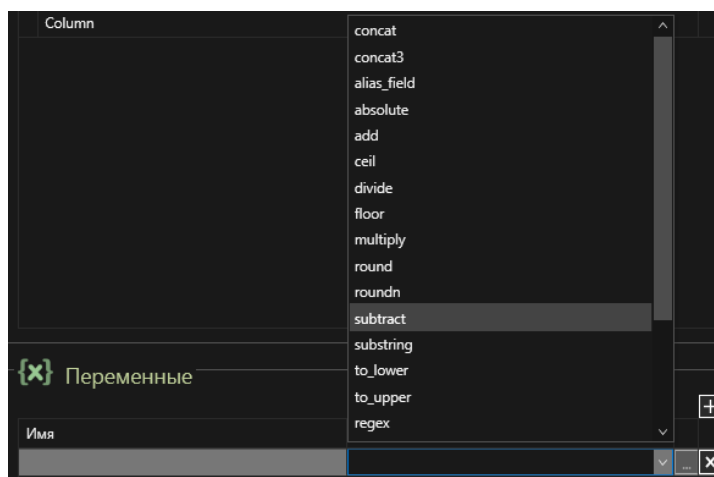 Column
concat
concat3
alias_field
absolute
add
ceil
divide
floor
multiply
round
roundn
subtract
substring
to_lower
to_upper
regex
{x} Переменные
Имя
...